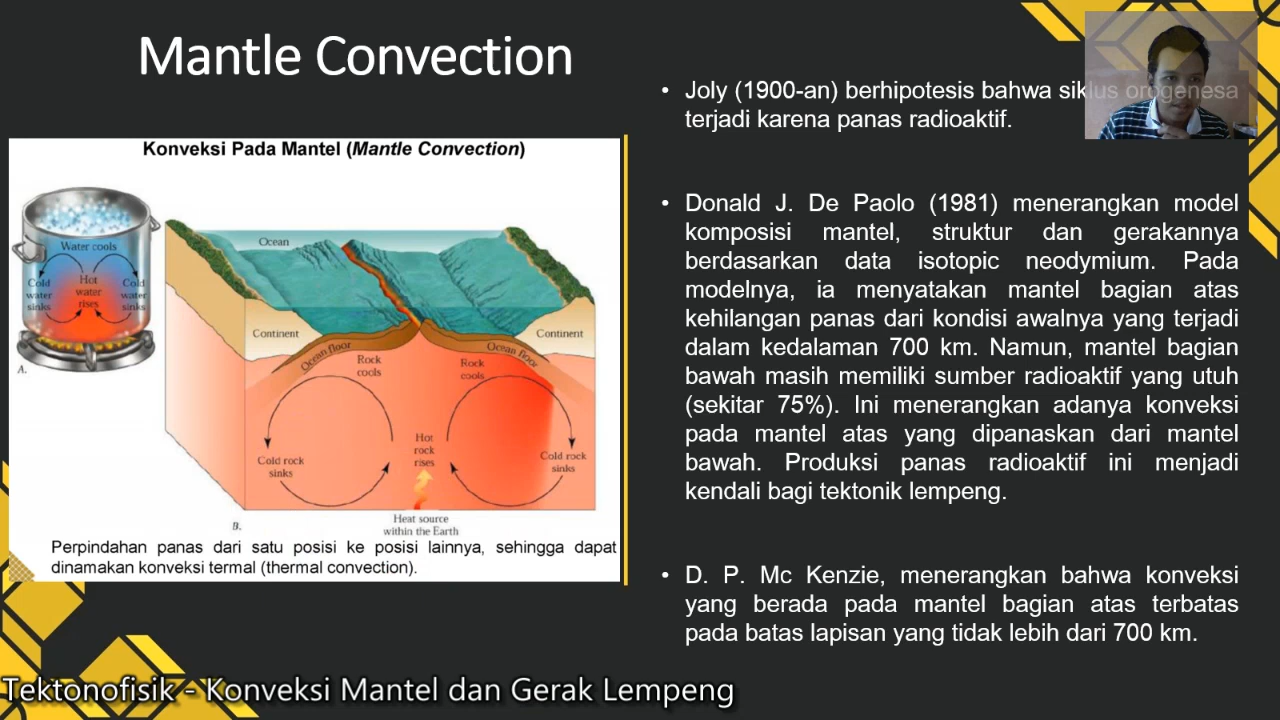 Mantle Convection
Konveksi Pada Mantel (Mantle Convection)
Water cools
Cold water sinks
Hot water rises
Cold water sinks
A.
Ocean
Continent
Continent
Ocean floor
Ocean floor
Rock cools
Rock cools
Hot rock rises
Cold rock sinks
Cold rock sinks
B.
Heat source
within the Earth
Perpindahan panas dari satu posisi ke posisi lainnya, sehingga dapat
dinamakan konveksi termal (thermal convection).
• Joly (1900-an) berhipotesis bahwa siklus orogenesa
terjadi karena panas radioaktif.
• Donald J. De Paolo (1981) menerangkan model
komposisi mantel, struktur dan gerakannya
berdasarkan data isotopic neodymium. Pada
modelnya, ia menyatakan mantel bagian atas
kehilangan panas dari kondisi awalnya yang terjadi
dalam kedalaman 700 km. Namun, mantel bagian
bawah masih memiliki sumber radioaktif yang utuh
(sekitar 75%). Ini menerangkan adanya konveksi
pada mantel atas yang dipanaskan dari mantel
bawah. Produksi panas radioaktif ini menjadi
kendali bagi tektonik lempeng.
• D. P. Mc Kenzie, menerangkan bahwa konveksi
yang berada pada mantel bagian atas terbatas
pada batas lapisan yang tidak lebih dari 700 km.
Tektonofisik - Konveksi Mantel dan Gerak Lempeng